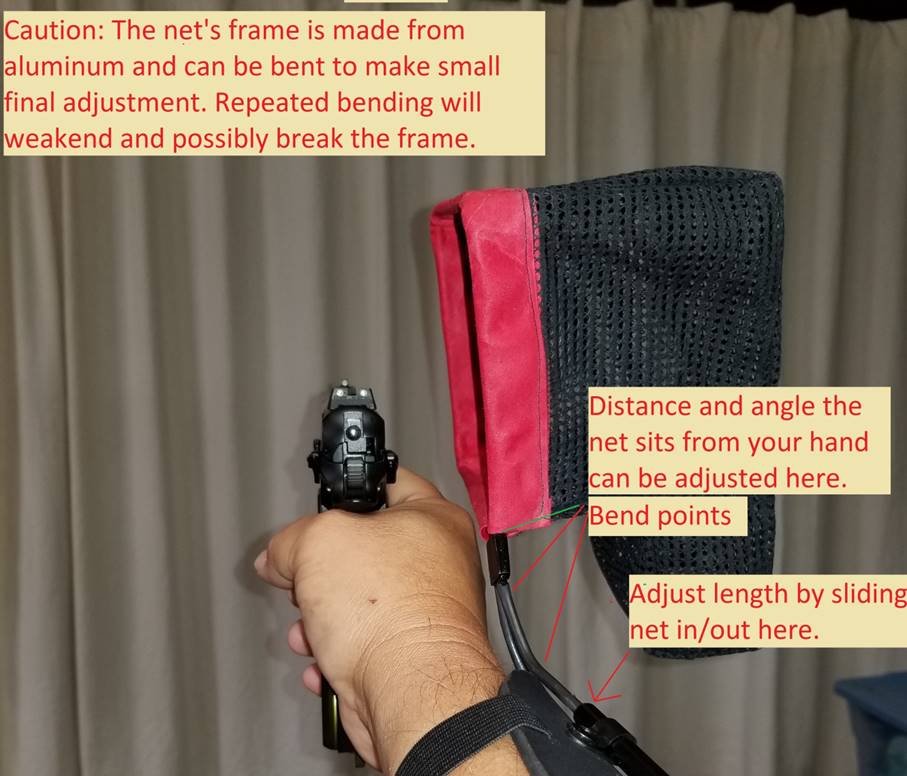 Caution: The net's frame is made from
aluminum and can be bent to make small
final adjustment. Repeated bending will
weakend and possibly break the frame.
Distance and angle the
net sits from your hand
can be adjusted here.
Bend points
Adjust length by sliding
net in/out here.